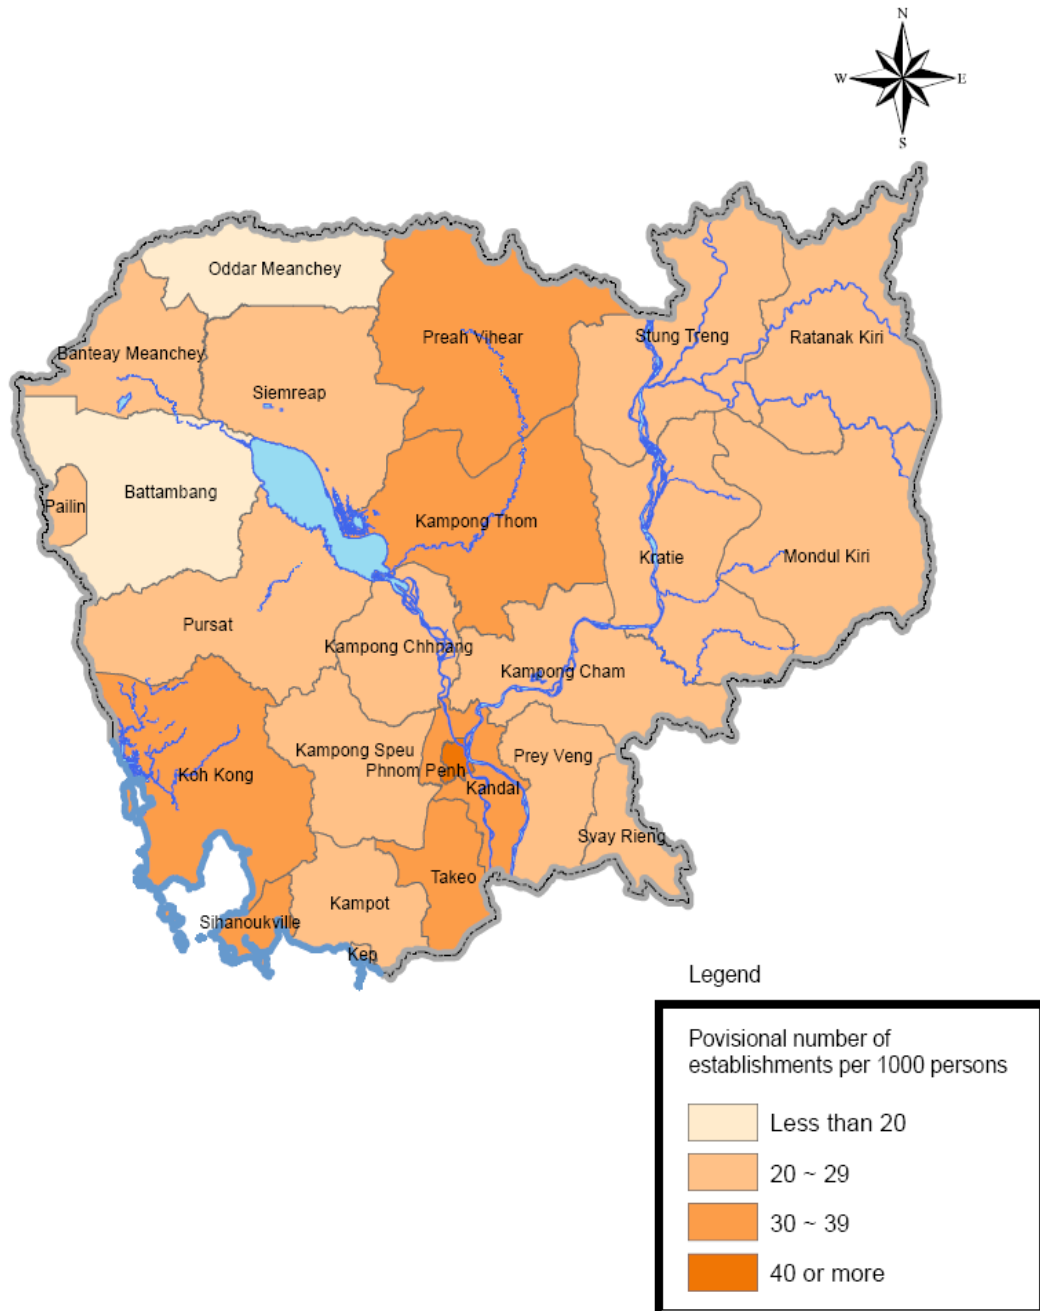 N
W
E
S
Oddar Meanchey
Preah Vihear
Stung Treng
Ratanak Kiri
Banteay Meanchey
Siemreap
Battambang
Pailin
Kampong Thom
Kratie
Mondul Kiri
Pursat
Kampong Chhpang
Kampong Cham
Kampong Speu
Phnom Penh
Prey Veng
Koh Kong
Kandal
Svay Rieng
Takeo
Kampot
Sihanoukville
Kep
Legend
Povisional number of
establishments per 1000 persons
Less than 20
20 ~ 29
30 ~ 39
40 or more